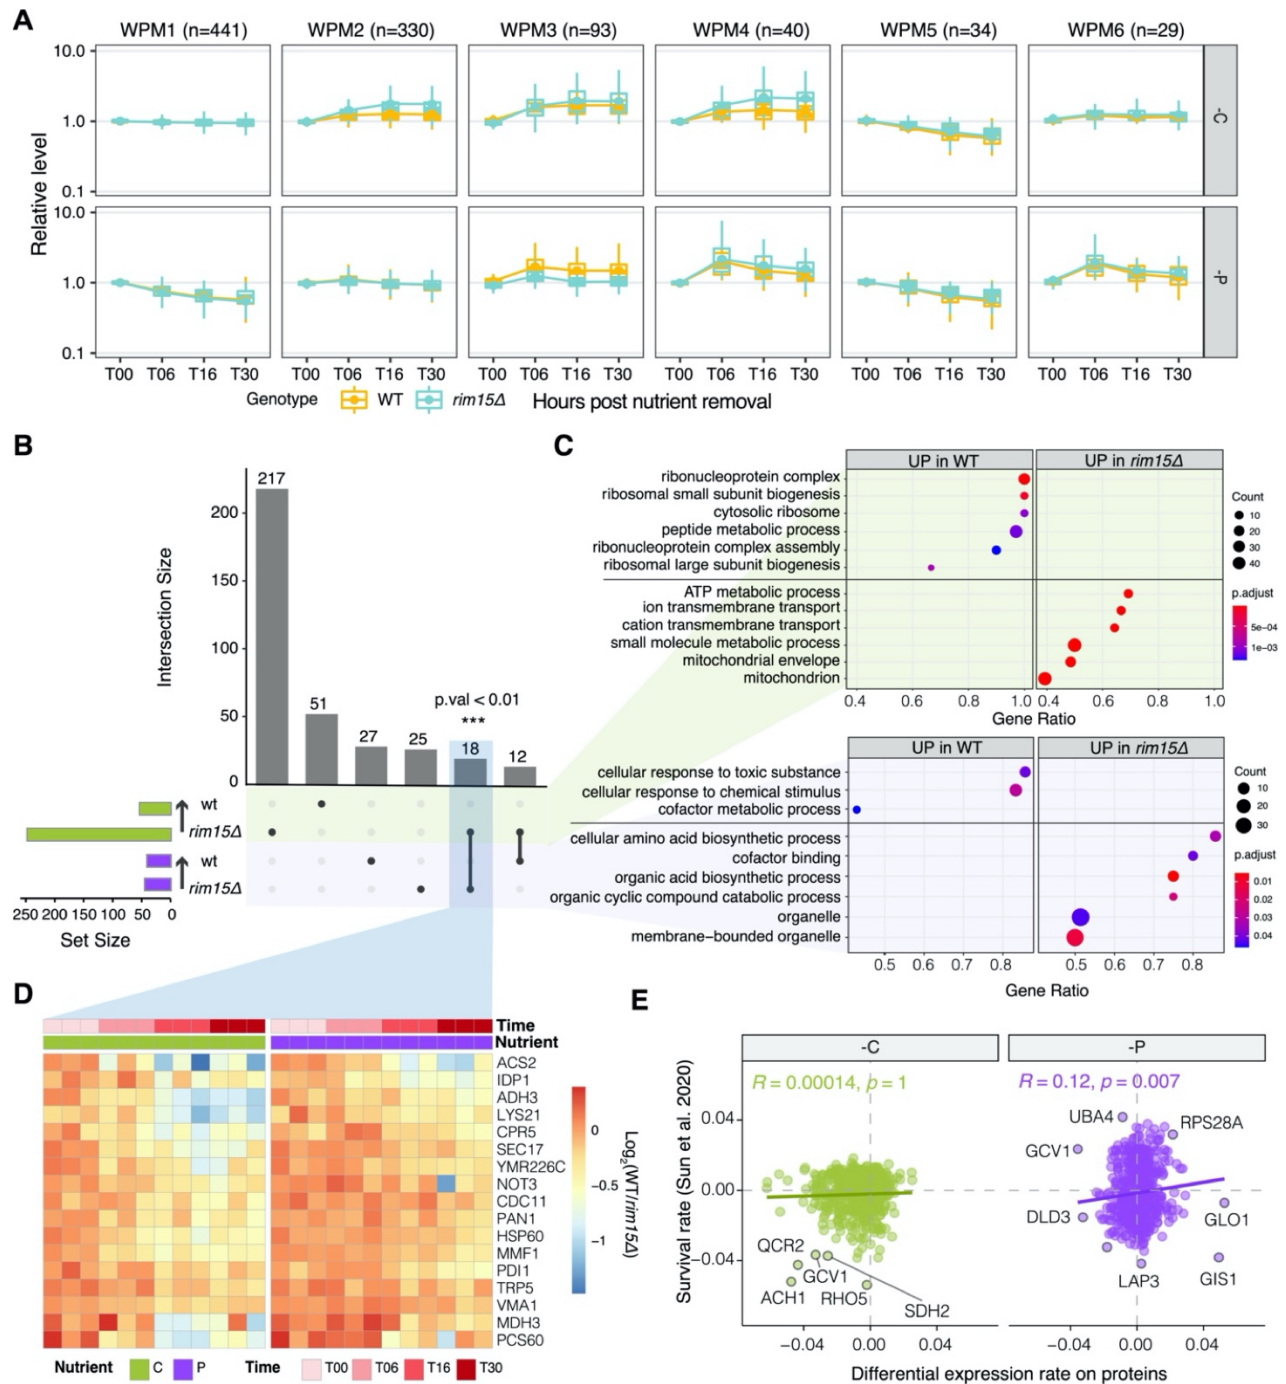 A
WPM1 (n=441) WPM2 (n=330) WPM3 (n=93) WPM4 (n=40) WPM5 (n=34) WPM6 (n=29)
Relative level
10.0
1.0
0.1
-C
10.0
1.0
0.1
-P
T00 T06 T16 T30 T00 T06 T16 T30 T00 T06 T16 T30 T00 T06 T16 T30 T00 T06 T16 T30 T00 T06 T16 T30
Genotype WT rim15Δ Hours post nutrient removal
B
Intersection Size
200
150
100
50
0
217
51
27
25
18
12
p.val < 0.01
***
wt
rim15Δ
wt
rim15Δ
250 200 150 100 50 0
Set Size
C
UP in WT UP in rim15Δ
ribonucleoprotein complex
ribosomal small subunit biogenesis
cytosolic ribosome
peptide metabolic process
ribonucleoprotein complex assembly
ribosomal large subunit biogenesis
ATP metabolic process
ion transmembrane transport
cation transmembrane transport
small molecule metabolic process
mitochondrial envelope
mitochondrion
0.4 0.6 0.8 1.0 0.4 0.6 0.8 1.0
Gene Ratio
Count
10
20
30
40
p.adjust
5e-04
1e-03
UP in WT UP in rim15Δ
cellular response to toxic substance
cellular response to chemical stimulus
cofactor metabolic process
cellular amino acid biosynthetic process
cofactor binding
organic acid biosynthetic process
organic cyclic compound catabolic process
organelle
membrane−bounded organelle
0.5 0.6 0.7 0.8 0.5 0.6 0.7 0.8
Gene Ratio
Count
10
20
30
p.adjust
0.01
0.02
0.03
0.04
D
Time
Nutrient
ACS2
IDP1
ADH3
LYS21
CPR5
SEC17
YMR226C
NOT3
CDC11
PAN1
HSP60
MMF1
PDI1
TRP5
VMA1
MDH3
PCS60
0
−0.5
−1
Log2(WT/rim15Δ)
Nutrient C P Time T00 T06 T16 T30
E
-C -P
R = 0.00014, p = 1
R = 0.12, p = 0.007
Survival rate (Sun et al. 2020)
0.04
0.00
−0.04
QCR2
GCV1
ACH1
RHO5
SDH2
UBA4
RPS28A
GCV1
DLD3
GLO1
LAP3
GIS1
−0.04 0.00 0.04 −0.04 0.00 0.04
Differential expression rate on proteins